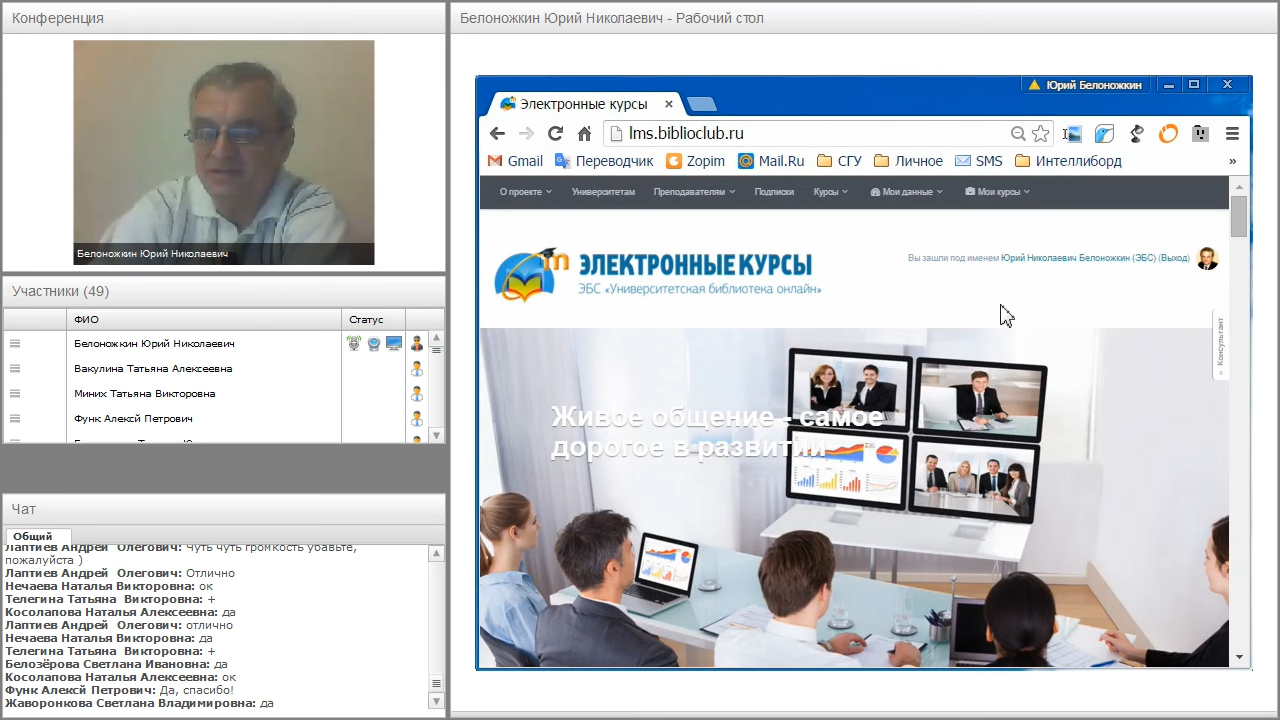 Конференция
Белоножкин Юрий Николаевич
Участники (49)
ФИО
Статус
Белоножкин Юрий Николаевич
Вакулина Татьяна Алексеевна
Миних Татьяна Викторовна
Функ Алексй Петрович
Чат
Общий
Лаптиев Андрей Олегович: Чуть чуть громкость убавьте,
пожалуйста )
Лаптиев Андрей Олегович: Отлично
Нечаева Наталья Викторовна: ок
Телегина Татьяна Викторовна: +
Косолапова Наталья Алексеевна: да
Лаптиев Андрей Олегович: отлично
Нечаева Наталья Викторовна: да
Телегина Татьяна Викторовна: +
Белозёрова Светлана Ивановна: да
Косолапова Наталья Алексеевна: ок
Функ Алексй Петрович: Да, спасибо!
Жаворонкова Светлана Владимировна: да
Белоножкин Юрий Николаевич - Рабочий стол
Юрий Белоножкин
Электронные курсы
lms.biblioclub.ru
Gmail Переводчик Zopim Mail.Ru СГУ Личное SMS Интеллиборд »
О проекте Университетам Преподавателям Подписки Курсы Мои данные Мои курсы
ЭЛЕКТРОННЫЕ КУРСЫ
ЭБС «Университетская библиотека онлайн»
Вы зашли под именем Юрий Николаевич Белоножкин (ЭБС) (Выход)
Консультант
Живое общение - самое
дорогое в развитии